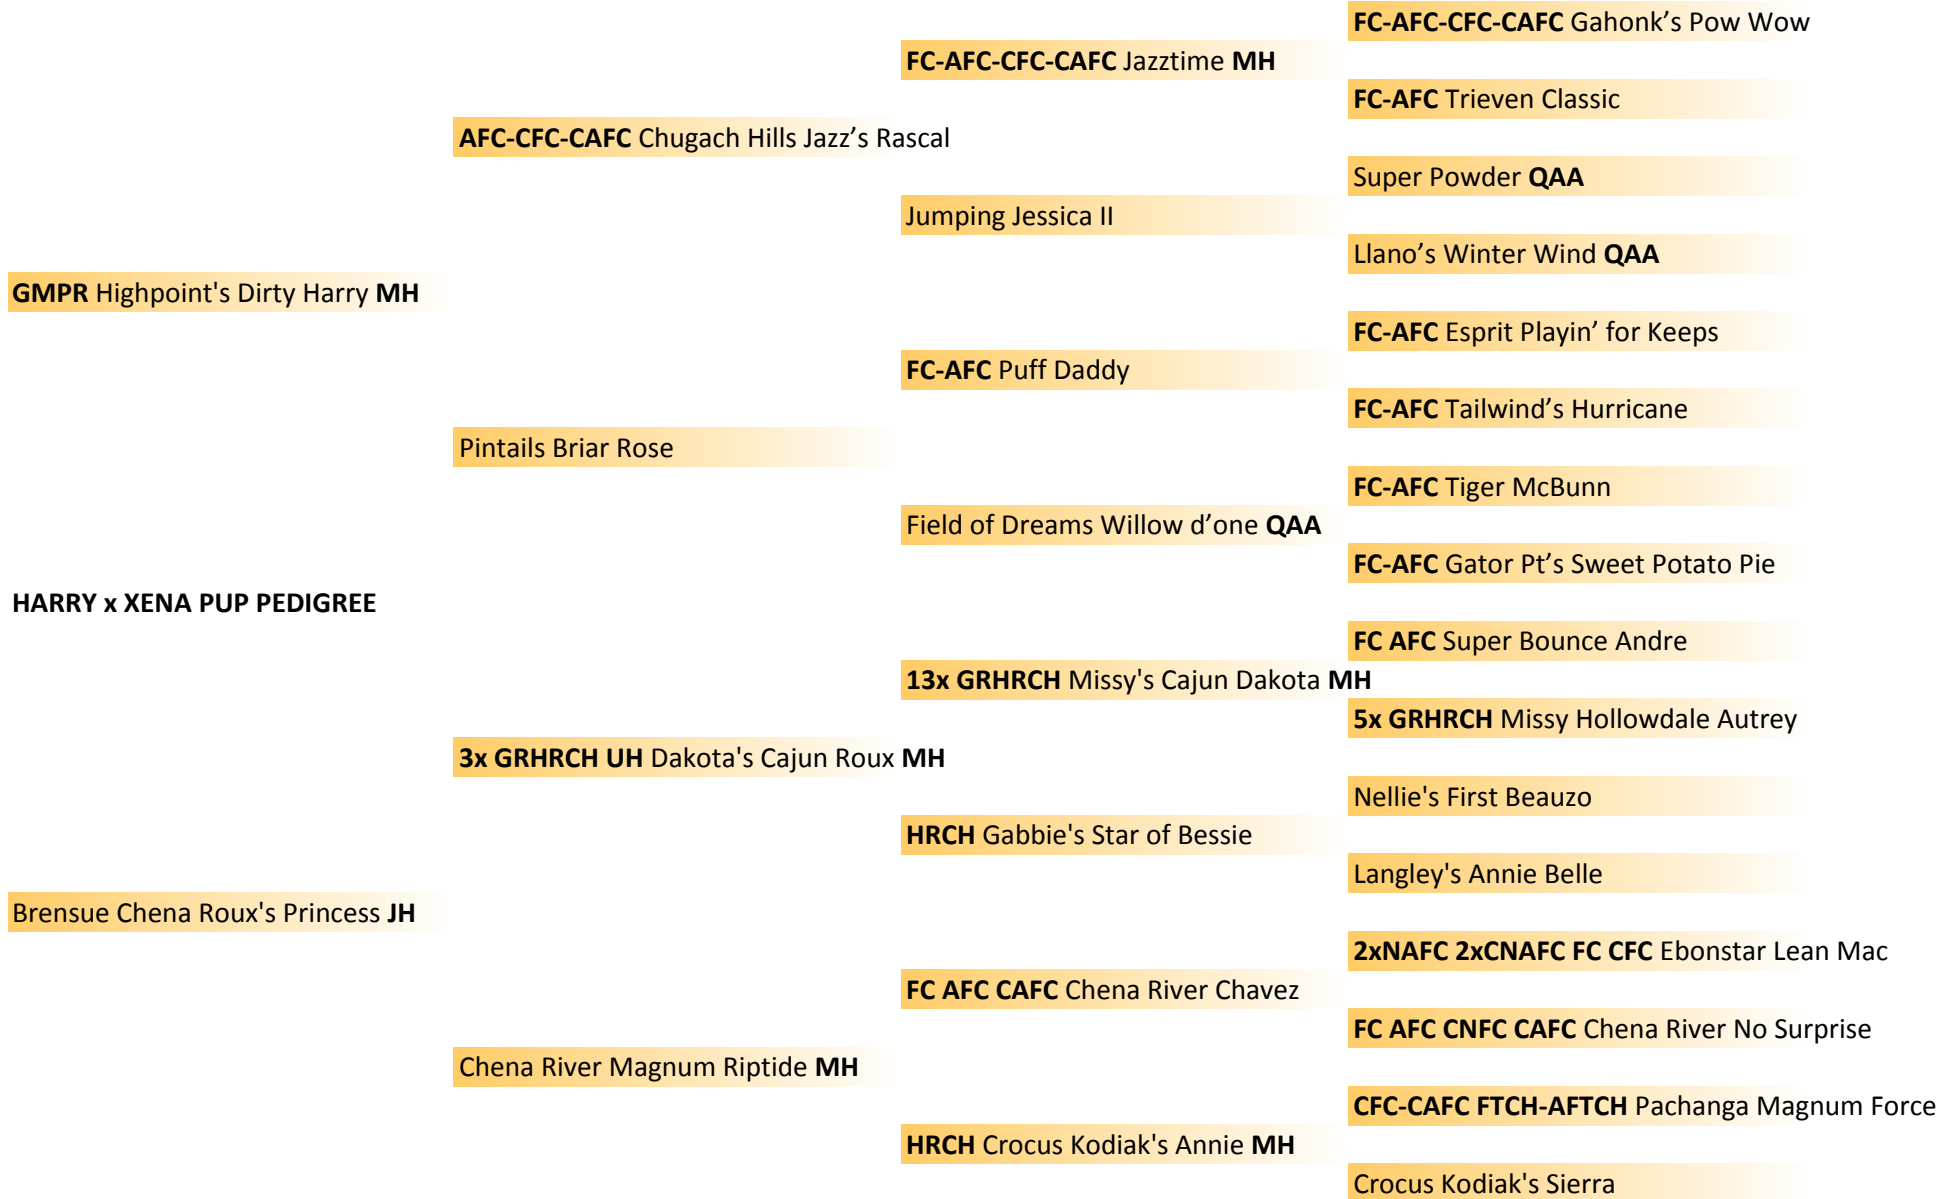 FC-AFC-CFC-CAFC Gahonk’s Pow Wow
FC-AFC-CFC-CAFC Jazztime MH
FC-AFC Trieven Classic
AFC-CFC-CAFC Chugach Hills Jazz’s Rascal
Super Powder QAA
Jumping Jessica II
Llano’s Winter Wind QAA
GMPR Highpoint's Dirty Harry MH
FC-AFC Esprit Playin’ for Keeps
FC-AFC Puff Daddy
FC-AFC Tailwind’s Hurricane
Pintails Briar Rose
FC-AFC Tiger McBunn
Field of Dreams Willow d’one QAA
FC-AFC Gator Pt’s Sweet Potato Pie
HARRY x XENA PUP PEDIGREE
FC AFC Super Bounce Andre
13x GRHRCH Missy's Cajun Dakota MH
5x GRHRCH Missy Hollowdale Autrey
3x GRHRCH UH Dakota's Cajun Roux MH
Nellie's First Beauzo
HRCH Gabbie's Star of Bessie
Langley's Annie Belle
Brensue Chena Roux's Princess JH
2xNAFC 2xCNAFC FC CFC Ebonstar Lean Mac
FC AFC CAFC Chena River Chavez
FC AFC CNFC CAFC Chena River No Surprise
Chena River Magnum Riptide MH
CFC-CAFC FTCH-AFTCH Pachanga Magnum Force
HRCH Crocus Kodiak's Annie MH
Crocus Kodiak's Sierra